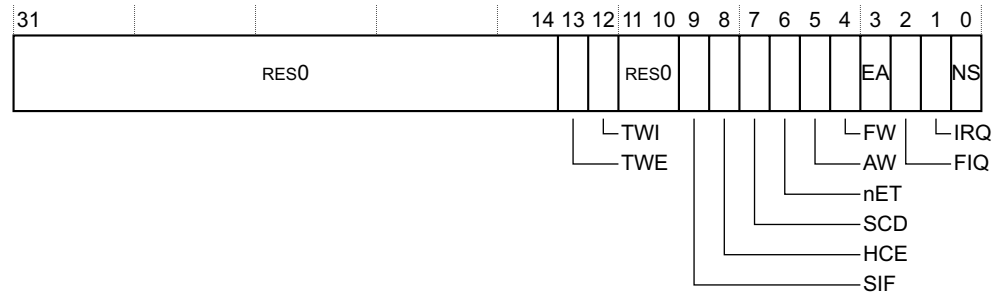 31 14 13 12 11 10 9 8 7 6 5 4 3 2 1 0
RES0 RES0 EA NS
TWI FW IRQ
TWE AW FIQ
nET
SCD
HCE
SIF